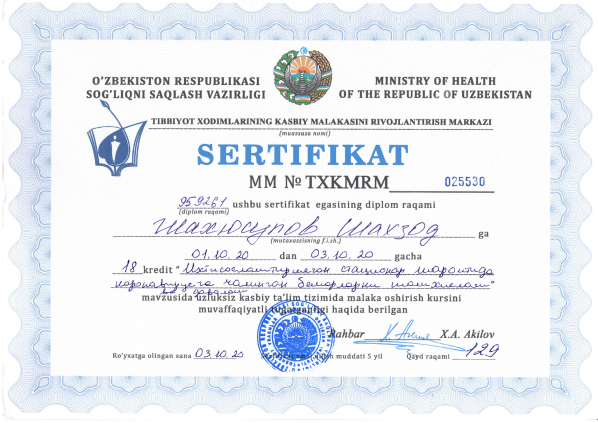 O'ZBEKISTON RESPUBLIKASI
SOG'LIQNI SAQLASH VAZIRLIGI
MINISTRY OF HEALTH
OF THE REPUBLIC OF UZBEKISTAN
TIBBIYOT XODIMLARINING KASBIY MALAKASINI RIVOJLANTIRISH MARKAZI
(muassasa nomi)
SERTIFIKAT
MM № TXKMRM 025530
959261 ushbu sertifikat egasining diplom raqami
(diplom raqami)
Шахюсупов Шахзод ga
(mutaxassisning f.i.sh.)
01.10.20 dan 03.10.20 gacha
18 kredit " Ихтисослаштирилган стационар шароитида
коронавирусга чалинган беморларни ташхислаш"
ва даволаш
mavzusida uzluksiz kasbiy ta'lim tizimida malaka oshirish kursini
muvaffaqiyatli tugatganligi haqida berilgan
Rahbar X.A. Akilov
Ro'yxatga olingan sana 03.10.20 muddati 5 yil Qayd raqami 129